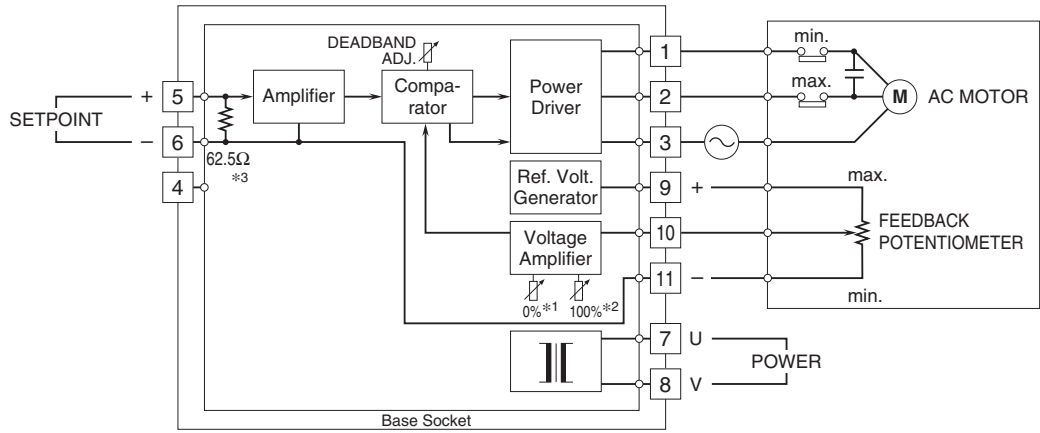 DEADBAND
ADJ.
min.
max.
1
2
3
AC MOTOR
M
Power
Driver
Compa-
rator
Amplifier
+
5
SETPOINT
–
6
62.5Ω
*3
4
Ref. Volt.
Generator
9
+
max.
Voltage
Amplifier
10
FEEDBACK
POTENTIOMETER
11
–
min.
0%*1
100%*2
7
U
POWER
8
V
Base Socket